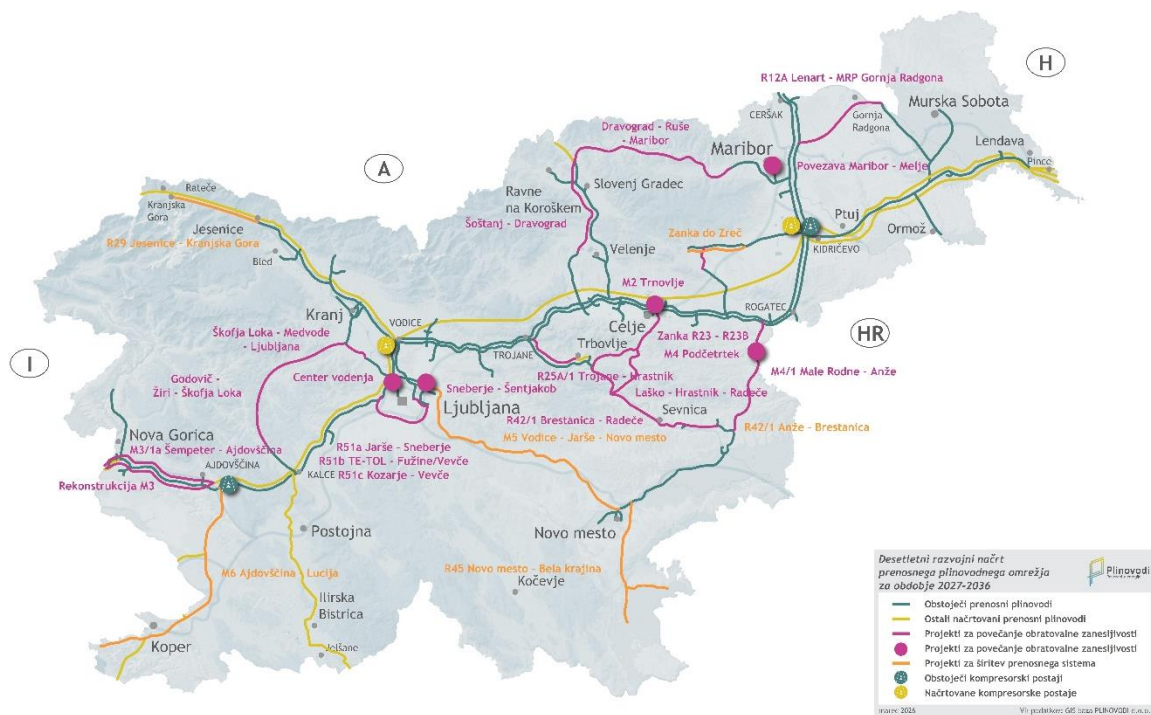 H
R12A Lenart - MRP Gornja Radgona
Murska Sobota
CERŠAK
Gornja
Radgona
Dravograd - Ruše
- Maribor
Maribor
Lendava
Pince
A
Povezava Maribor - Melje
Ravne
na Koroškem
Slovenj Gradec
Rateče
Kranjska
Gora
Jesenice
Šoštanj - Dravograd
Ptuj
Ormož
R29 Jesenice - Kranjska Gora
Zanka do Zreč
KIDRIČEVO
Bled
Velenje
M2 Trnovlje
Kranj
VODICE
ROGATEC
Celje
HR
Škofja Loka - Medvode
- Ljubljana
TROJANE
Trbovlje
Zanka R23 - R23B
M4 Podčetrtek
I
Godovič -
Žiri - Škofja Loka
Center vodenja
R25A/1 Trojane - Hrastnik
M4/1 Male Rodne - Anže
Sneberje - Šentjakob
Laško - Hrastnik - Radeče
Ljubljana
Sevnica
R42/1 Brestanica - Radeče
R42/1 Anže - Brestanica
Nova Gorica
M5 Vodice - Jarše - Novo mesto
M3/1a Šempeter - Ajdovščina
R51a Jarše - Sneberje
AJDOVŠČINA
R51b TE-TOL - Fužine/Vevče
KALCE
R51c Kozarje - Vevče
Rekonstrukcija M3
Postojna
Novo mesto
M6 Ajdovščina - Lucija
R45 Novo mesto - Bela krajina
Kočevje
Ilirska
Bistrica
Koper
Jelšane
Desetletni razvojni načrt
prenosnega plinovodnega omrežja
za obdobje 2027-2036
Plinovodi
Obstoječi prenosni plinovodi
Ostali načrtovani prenosni plinovodi
Projekti za povečanje obratovalne zanesljivosti
Projekti za povečanje obratovalne zanesljivosti
Projekti za širitev prenosnega sistema
Obstoječi kompresorski postaji
Načrtovane kompresorske postaje
marec 2026
Vir podatkov: GIS baza PLINOVODI d.o.o.